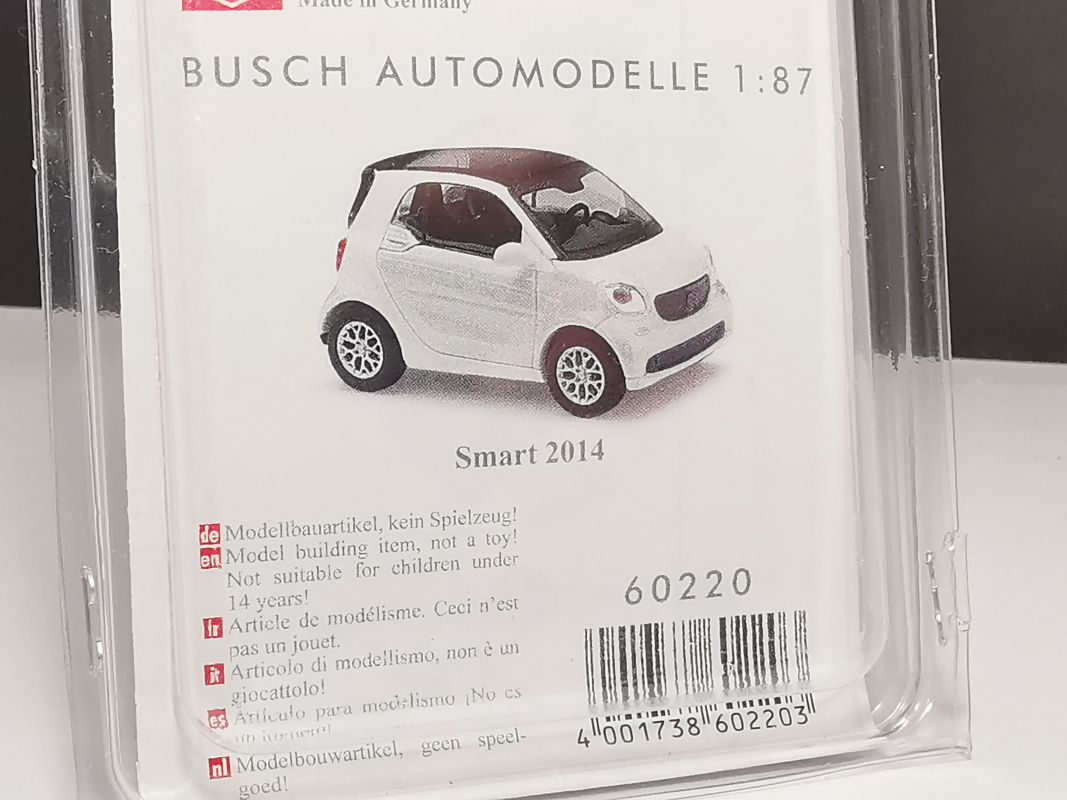 Made in Germany
BUSCH AUTOMODELLE 1:87
Smart 2014
de Modellbauartikel, kein Spielzeug!
en Model building item, not a toy!
Not suitable for children under
14 years!
fr Article de modélisme. Ceci n'est
pas un jouet.
it Articolo di modellismo, non è un
giocattolo!
es Artículo para modelismo ¡No es
nl Modelbouwartikel, geen speel-
goed!
60220
4 001738 602203